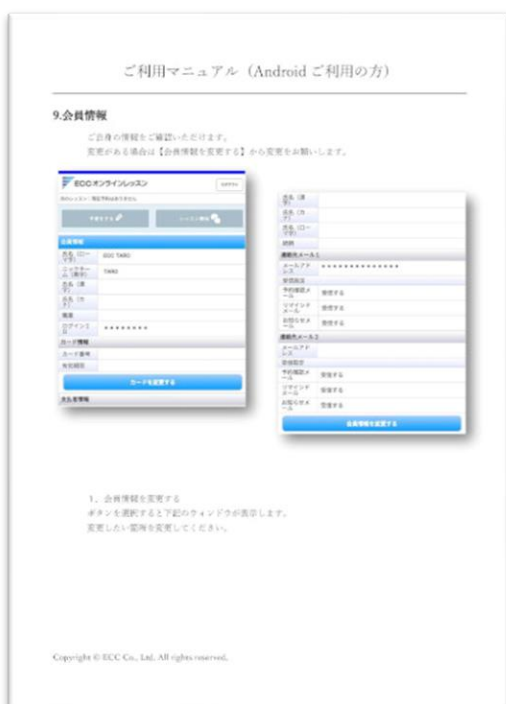 ご利用マニュアル（Android ご利用の方）
9.会員情報
ご自身の情報をご確認いただけます。
変更がある場合は【会員情報を変更する】から変更をお願いします。
ECCオンラインレッスン
予約をする
会員情報
氏名（ローマ字）
ECC TARO
ニックネーム（英字）
TARO
氏名（漢字）
氏名（カナ）
職業
ログインID
********
カード情報
カード番号
有効期限
カードを変更する
支払者情報
氏名（漢字）
氏名（カナ）
氏名（ローマ字）
続柄
連絡先メール1
メールアドレス
**************
受信設定
予約確認メール
受信する
リマインドメール
受信する
お知らせメール
受信する
連絡先メール2
メールアドレス
受信設定
予約確認メール
受信する
リマインドメール
受信する
お知らせメール
受信する
会員情報を変更する
1、会員情報を変更する
ボタンを選択すると下記のウィンドウが表示します。
変更したい箇所を変更してください。
Copyright © ECC Co., Ltd. All rights reserved.